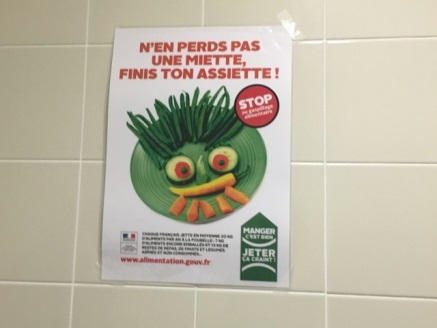 N'EN PERDS PAS
UNE MIETTE,
FINIS TON ASSIETTE !
STOP
au gaspillage
alimentaire
CHAQUE FRANÇAIS JETTE EN MOYENNE 20 KG
D'ALIMENTS PAR AN À LA POUBELLE : 7 KG
D'ALIMENTS ENCORE EMBALLÉS ET 13 KG DE
RESTES DE REPAS, DE FRUITS ET LÉGUMES
ABÎMÉS ET NON CONSOMMÉS...
www.alimentation.gouv.fr
MANGER
C'EST BIEN,
JETER
ÇA CRAINT !